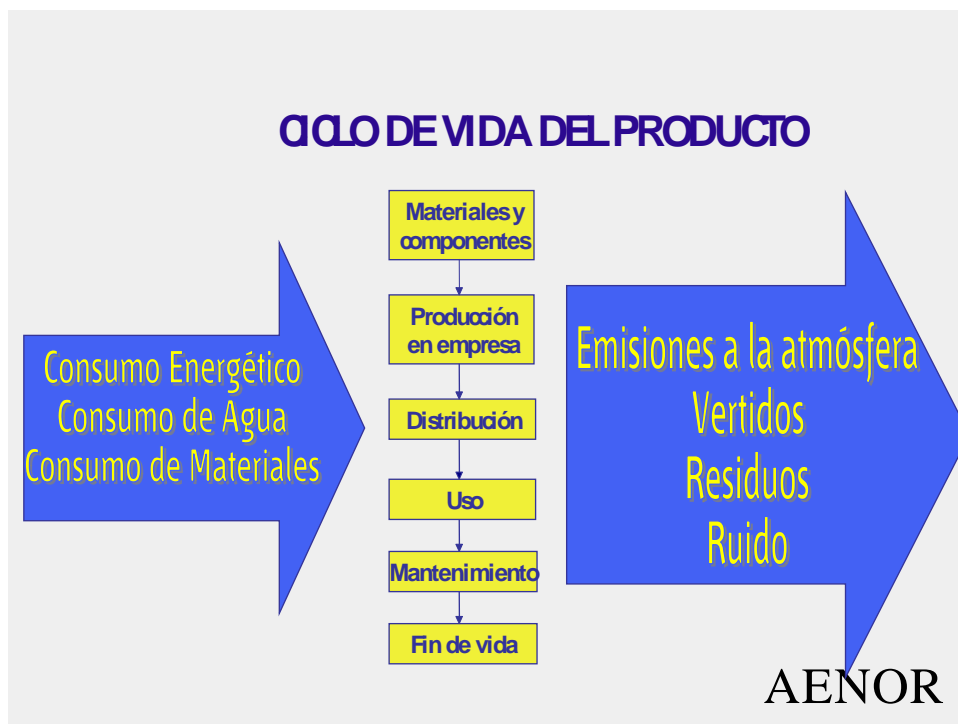 CICLO DE VIDA DEL PRODUCTO
Consumo Energético
Consumo de Agua
Consumo de Materiales
Materiales y
componentes
Producción
en empresa
Distribución
Uso
Mantenimiento
Fin de vida
Emisiones a la atmósfera
Vertidos
Residuos
Ruido
AENOR